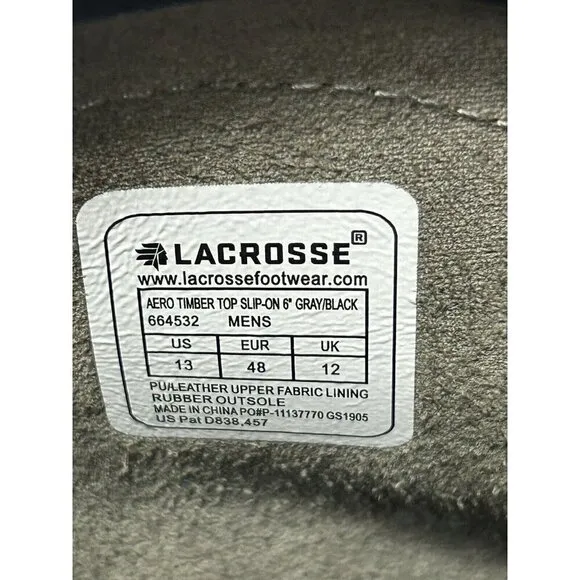 LACROSSE®
www.lacrossefootwear.com
AERO TIMBER TOP SLIP-ON 6" GRAY/BLACK
664532 MENS
US EUR UK
13 48 12
PU/LEATHER UPPER FABRIC LINING
RUBBER OUTSOLE
MADE IN CHINA PO#P-11137770 GS1905
US Pat D838,457